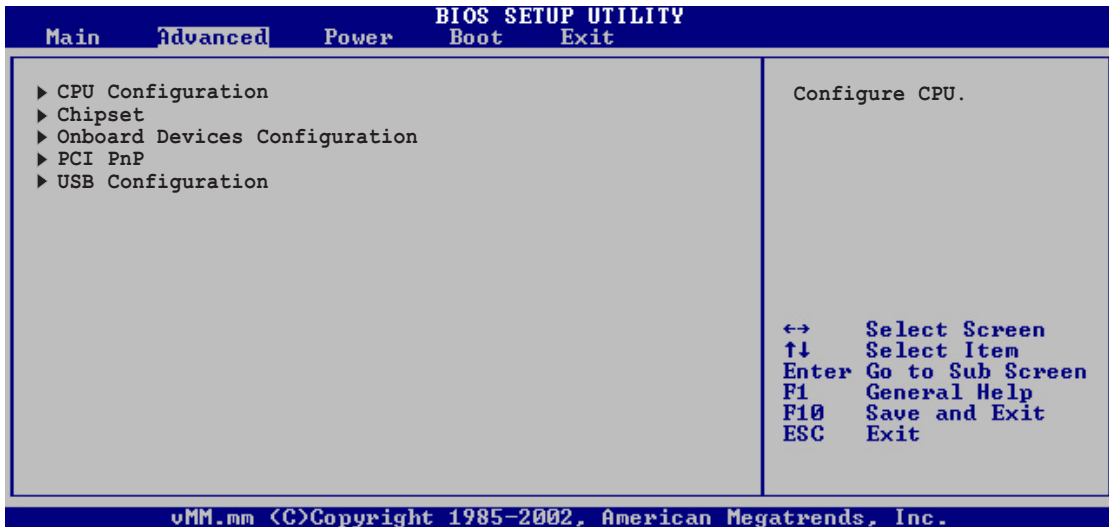 BIOS SETUP UTILITY
Main Advanced Power Boot Exit
CPU Configuration
Chipset
Onboard Devices Configuration
PCI PnP
USB Configuration
Configure CPU.
←→ Select Screen
↑↓ Select Item
Enter Go to Sub Screen
F1 General Help
F10 Save and Exit
ESC Exit
vMM.mm (C)Copyright 1985-2002, American Megatrends, Inc.